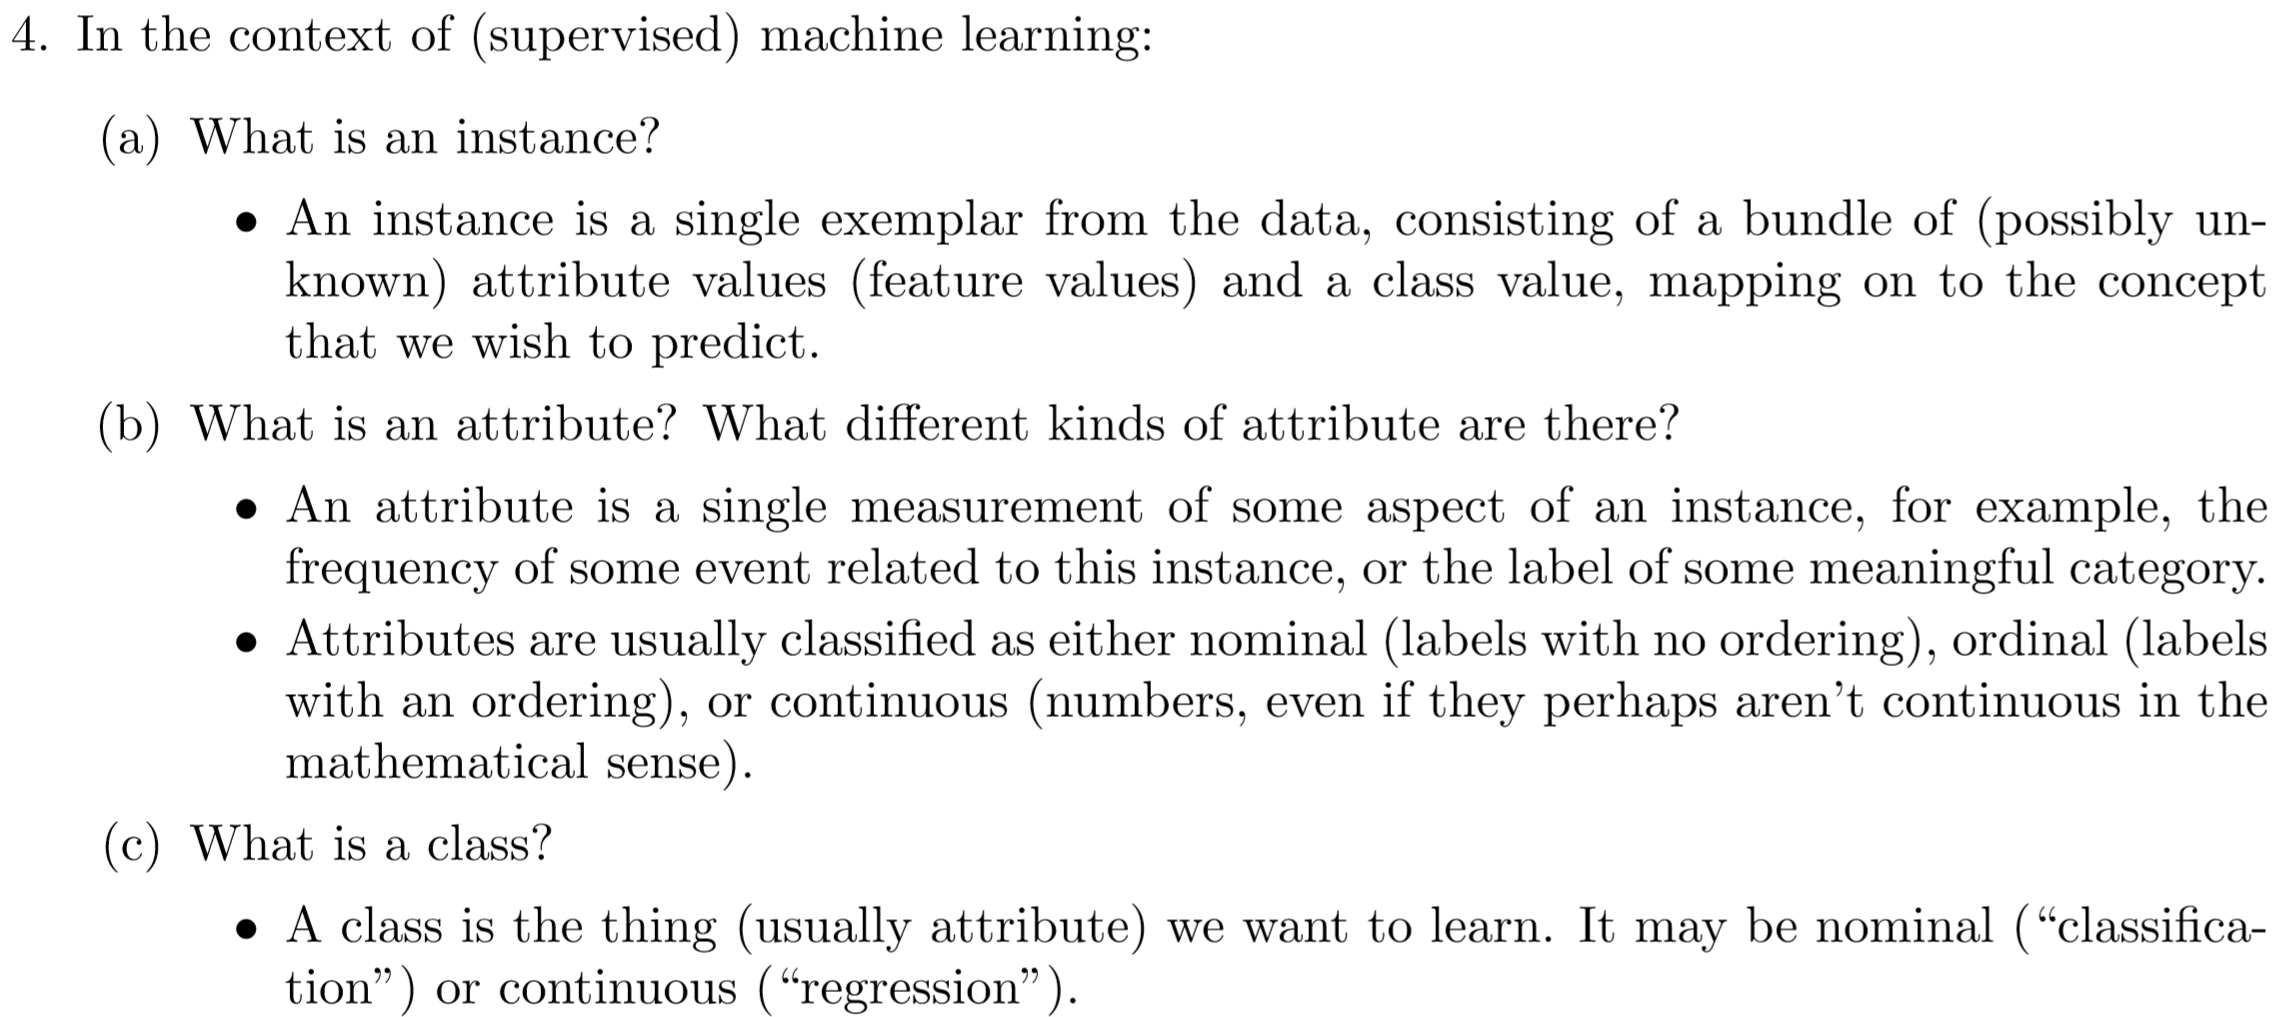 4. In the context of (supervised) machine learning:
(a) What is an instance?
• An instance is a single exemplar from the data, consisting of a bundle of (possibly un-
known) attribute values (feature values) and a class value, mapping on to the concept
that we wish to predict.
(b) What is an attribute? What different kinds of attribute are there?
• An attribute is a single measurement of some aspect of an instance, for example, the
frequency of some event related to this instance, or the label of some meaningful category.
• Attributes are usually classified as either nominal (labels with no ordering), ordinal (labels
with an ordering), or continuous (numbers, even if they perhaps aren’t continuous in the
mathematical sense).
(c) What is a class?
• A class is the thing (usually attribute) we want to learn. It may be nominal (“classifica-
tion”) or continuous (“regression”).